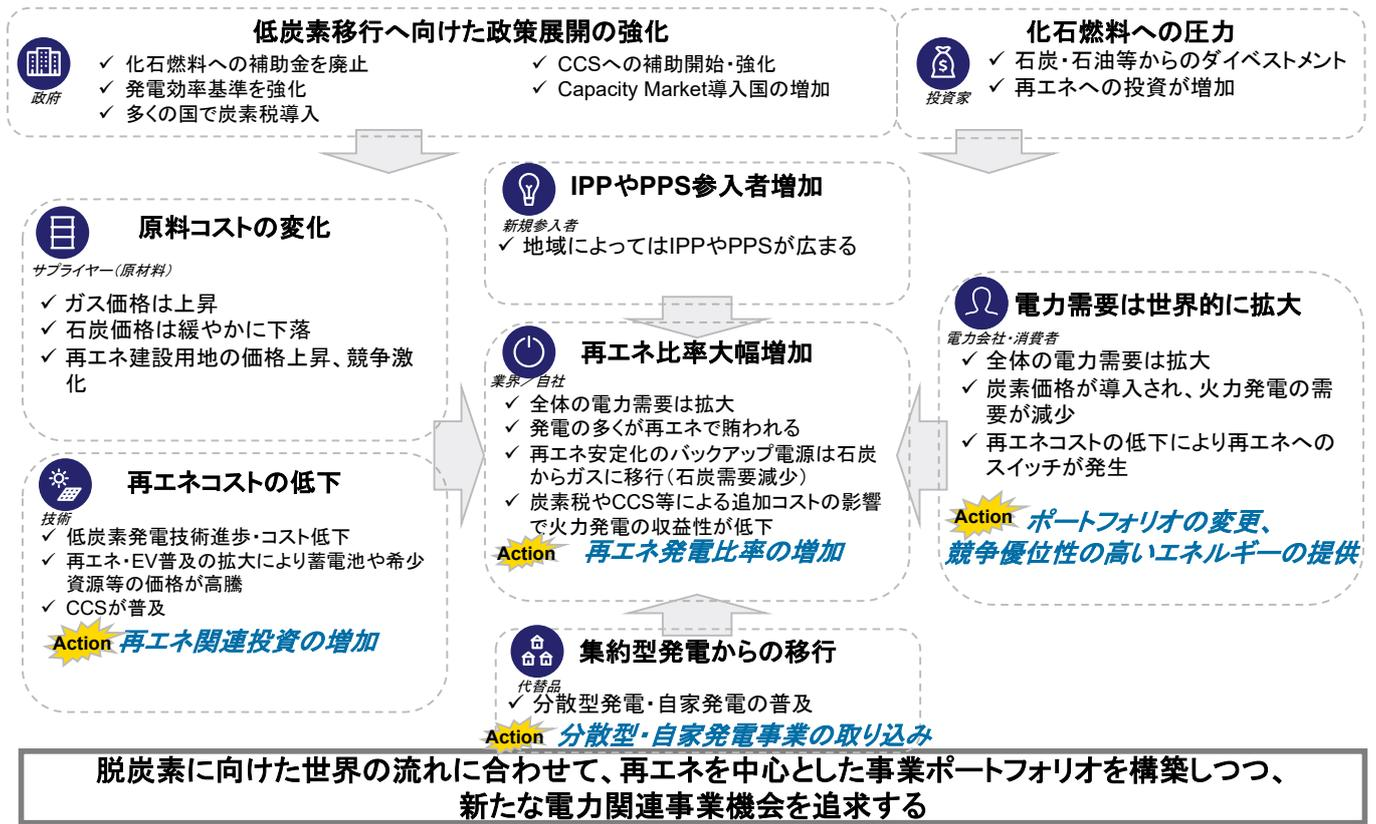 低炭素移行へ向けた政策展開の強化
政府
✓ 化石燃料への補助金を廃止
✓ 発電効率基準を強化
✓ 多くの国で炭素税導入
✓ CCSへの補助開始・強化
✓ Capacity Market導入国の増加
化石燃料への圧力
投資家
✓ 石炭・石油等からのダイベストメント
✓ 再エネへの投資が増加
原料コストの変化
サプライヤー（原材料）
✓ ガス価格は上昇
✓ 石炭価格は緩やかに下落
✓ 再エネ建設用地の価格上昇、競争激
化
再エネコストの低下
技術
✓ 低炭素発電技術進歩・コスト低下
✓ 再エネ・EV普及の拡大により蓄電池や希少
資源等の価格が高騰
✓ CCSが普及
Action 再エネ関連投資の増加
IPPやPPS参入者増加
新規参入者
✓ 地域によってはIPPやPPSが広まる
再エネ比率大幅増加
業界／自社
✓ 全体の電力需要は拡大
✓ 発電の多くが再エネで賄われる
✓ 再エネ安定化のバックアップ電源は石炭
からガスに移行（石炭需要減少）
✓ 炭素税やCCS等による追加コストの影響
で火力発電の収益性が低下
Action 再エネ発電比率の増加
集約型発電からの移行
代替品
✓ 分散型発電・自家発電の普及
Action 分散型・自家発電事業の取り込み
電力需要は世界的に拡大
電力会社・消費者
✓ 全体の電力需要は拡大
✓ 炭素価格が導入され、火力発電の需
要が減少
✓ 再エネコストの低下により再エネへの
スイッチが発生
Action ポートフォリオの変更、
競争優位性の高いエネルギーの提供
脱炭素に向けた世界の流れに合わせて、再エネを中心とした事業ポートフォリオを構築しつつ、
新たな電力関連事業機会を追求する